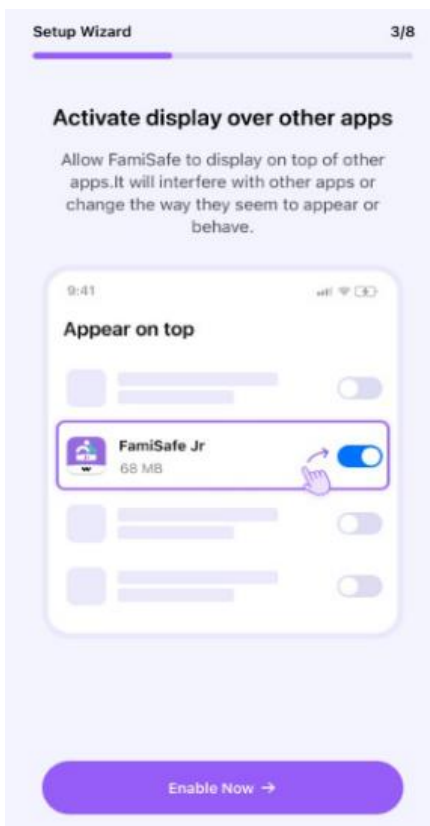 Setup Wizard 3/8
Activate display over other apps
Allow FamiSafe to display on top of other
apps.It will interfere with other apps or
change the way they seem to appear or
behave.
9:41
Appear on top
FamiSafe Jr
68 MB
Enable Now →